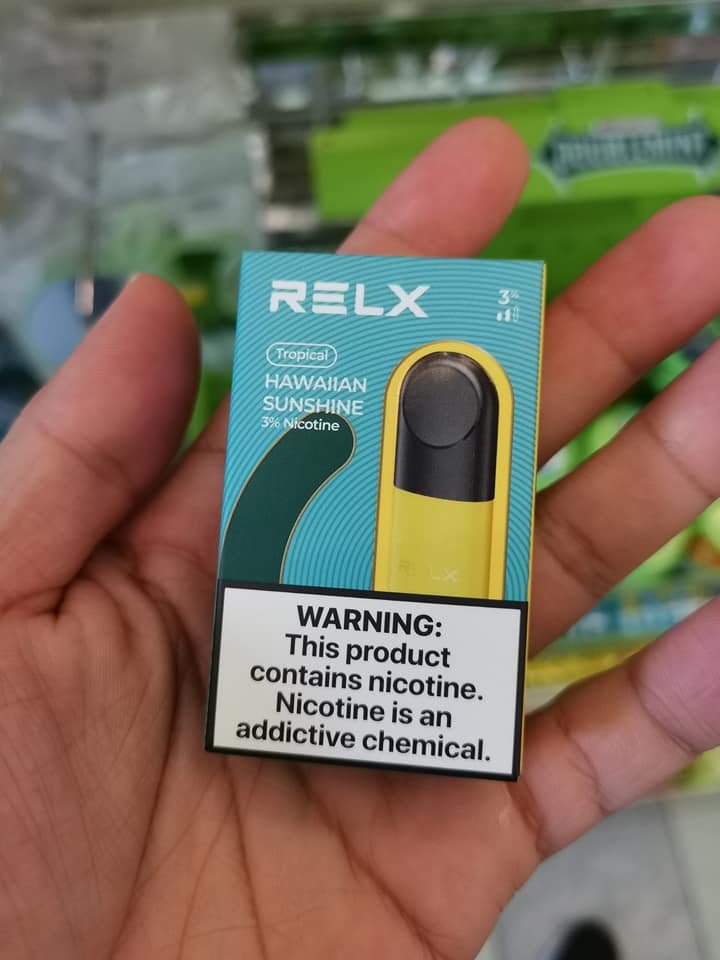 RELX
3%
Tropical
HAWAIIAN
SUNSHINE
3% Nicotine
RELX
WARNING:
This product
contains nicotine.
Nicotine is an
addictive chemical.
DOUBLEMINT